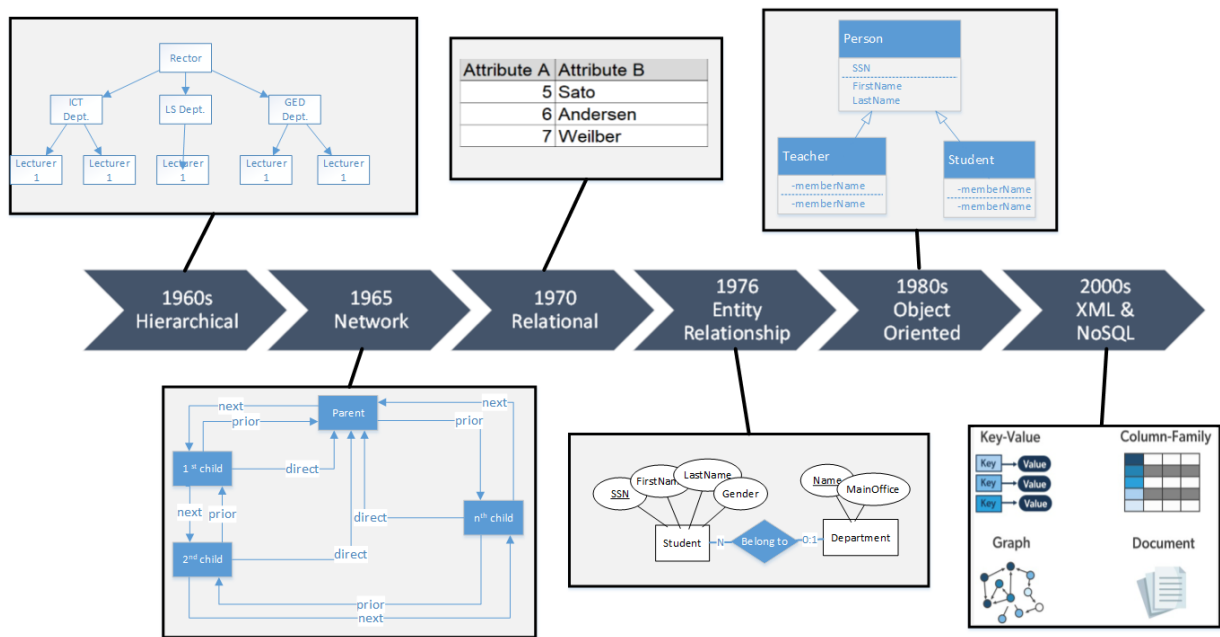 Rector
ICT
Dept.
LS Dept.
GED
Dept.
Lecturer
1
Lecturer
1
Lecturer
1
Lecturer
1
Lecturer
1
Attribute A Attribute B
5 Sato
6 Andersen
7 Weilber
Person
SSN
FirstName
LastName
Teacher
-memberName
-memberName
Student
-memberName
-memberName
1960s
Hierarchical
1965
Network
1970
Relational
1976
Entity
Relationship
1980s
Object
Oriented
2000s
XML &
NoSQL
next
Parent
prior
prior
1st child
direct
next
prior
direct
nth child
2nd child
direct
prior
next
SSN
FirstName
LastName
Gender
Name
MainOffice
Student
N
Belong to
0:1
Department
Key-Value
Key Value
Key Value
Key Value
Column-Family
Graph
Document